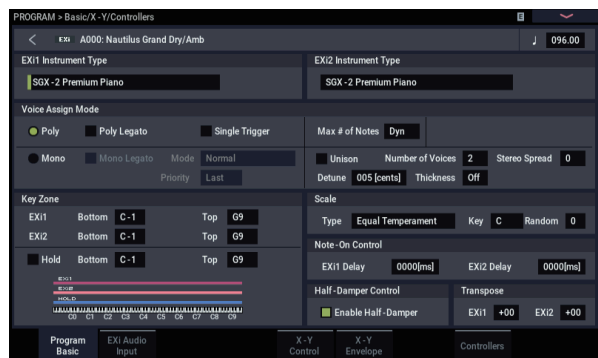 PROGRAM > Basic/X -Y/Controllers E
EXi A000: Nautilus Grand Dry/Amb ♩ 096.00
EXi1 Instrument Type EXi2 Instrument Type
SGX -2 Premium Piano SGX -2 Premium Piano
Voice Assign Mode
Poly Poly Legato Single Trigger Max # of Notes Dyn
Mono Mono Legato Mode Normal Unison Number of Voices 2 Stereo Spread 0
Priority Last Detune 005 [cents] Thickness Off
Key Zone Scale
EXi1 Bottom C-1 Top G9 Type Equal Temperament Key C Random 0
EXi2 Bottom C-1 Top G9 Note-On Control
Hold Bottom C-1 Top G9 EXi1 Delay 0000[ms] EXi2 Delay 0000[ms]
EXi1
EXi2 Half-Damper Control Transpose
HOLD Enable Half-Damper EXi1 +00 EXi2 +00
C0 C1 C2 C3 C4 C5 C6 C7 C8 C9
Program EXi Audio X -Y X -Y Controllers
Basic Input Control Envelope